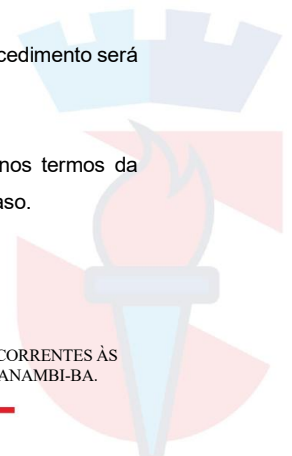 cedimento será
nos termos da
aso.
CORRENTES ÀS
ANAMBI-BA.